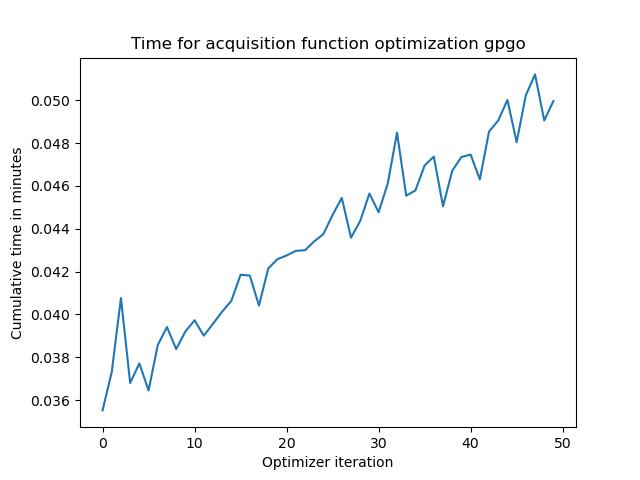 Time for acquisition function optimization gpgo
0.050
0.048
0.046
0.044
0.042
0.040
0.038
0.036
Cumulative time in minutes
0 10 20 30 40 50
Optimizer iteration